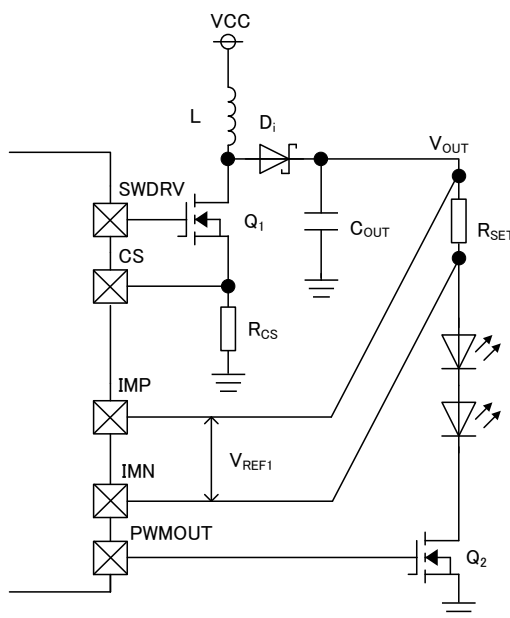 VCC
L
Di
VOUT
SWDRV
Q1
COUT
RSET
CS
RCS
IMP
VREF1
IMN
PWMOUT
Q2